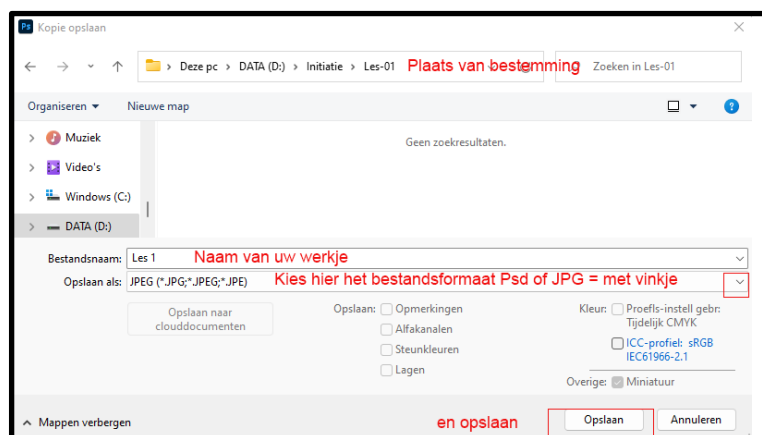 Ps Kopie opslaan
Deze pc > DATA (D:) > Initiatie > Les-01 Plaats van bestemming Zoeken in Les-01
Organiseren Nieuwe map
Muziek
Geen zoekresultaten.
Video's
Windows (C:)
DATA (D:)
Bestandsnaam: Les 1 Naam van uw werkje
Opslaan als: JPEG (*.JPG;*.JPEG;*.JPE) Kies hier het bestandsformaat Psd of JPG = met vinkje
Opslaan naar
clouddocumenten
Opslaan: Opmerkingen
Alfakanalen
Steunkleuren
Lagen
Kleur: Proefls-instell gebr:
Tijdelijk CMYK
ICC-profiel: sRGB
IEC61966-2.1
Overige: Miniatuur
Mappen verbergen en opslaan Opslaan Annuleren